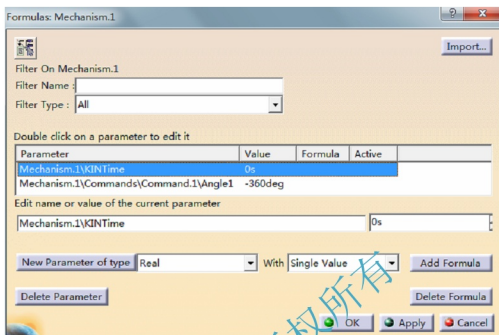 Formulas: Mechanism.1
Import...
Filter On Mechanism.1
Filter Name :
Filter Type : All
Double click on a parameter to edit it
Parameter Value Formula Active
Mechanism.1\KINTime 0s
Mechanism.1\Commands\Command.1\Angle1 -360deg
Edit name or value of the current parameter
Mechanism.1\KINTime 0s
New Parameter of type Real With Single Value Add Formula
Delete Parameter Delete Formula
权所有
OK Apply Cancel